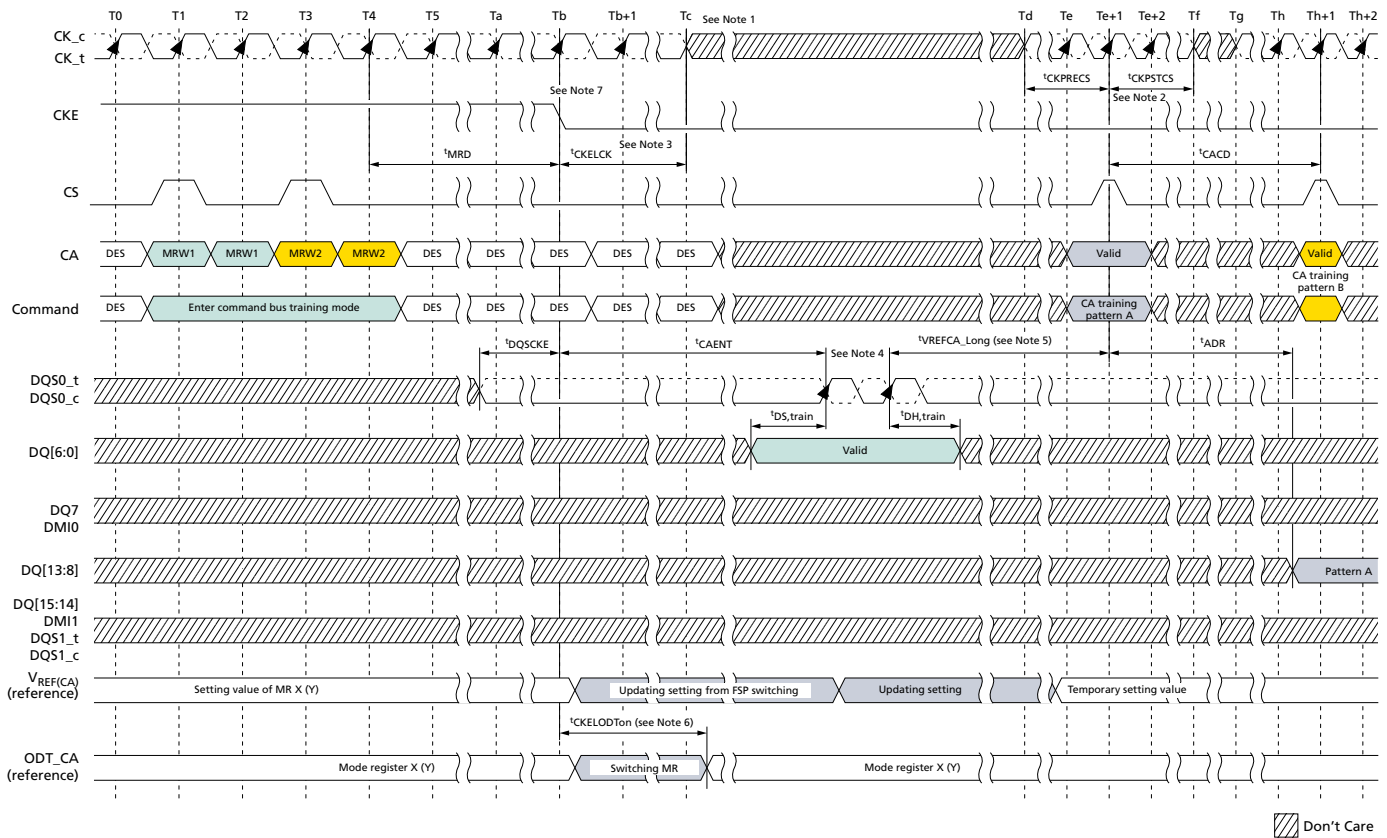 T0 T1 T2 T3 T4 T5 Ta Tb Tb+1 Tc See Note 1 Td Te Te+1 Te+2 Tf Tg Th Th+1 Th+2
CK_c
CK_t
tCKPRECS tCKPSTCS
See Note 7 See Note 2
CKE
See Note 3
tMRD tCKELCK tCACD
CS
CA DES MRW1 MRW1 MRW2 MRW2 DES DES DES DES DES Valid Valid
CA training
pattern B
Command DES Enter command bus training mode DES DES DES DES DES CA training
pattern A
tDQSCKE tCAENT See Note 4 tVREFCA_Long (see Note 5) tADR
DQS0_t
DQS0_c
tDS,train tDH,train
DQ[6:0] Valid
DQ7
DMI0
DQ[13:8] Pattern A
DQ[15:14]
DMI1
DQS1_t
DQS1_c
VREF(CA)
(reference) Setting value of MR X (Y) Updating setting from FSP switching Updating setting Temporary setting value
tCKELODTon (see Note 6)
ODT_CA
(reference) Mode register X (Y) Switching MR Mode register X (Y)
Don't Care